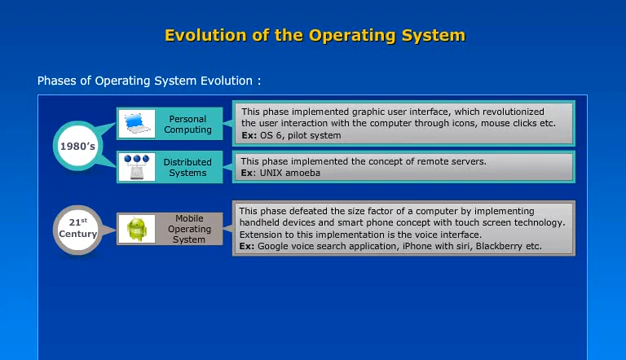 Evolution of the Operating System
Phases of Operating System Evolution :
1980's
Personal
Computing
This phase implemented graphic user interface, which revolutionized
the user interaction with the computer through icons, mouse clicks etc.
Ex: OS 6, pilot system
Distributed
Systems
This phase implemented the concept of remote servers.
Ex: UNIX amoeba
21st
Century
Mobile
Operating
System
This phase defeated the size factor of a computer by implementing
handheld devices and smart phone concept with touch screen technology.
Extension to this implementation is the voice interface.
Ex: Google voice search application, iPhone with siri, Blackberry etc.